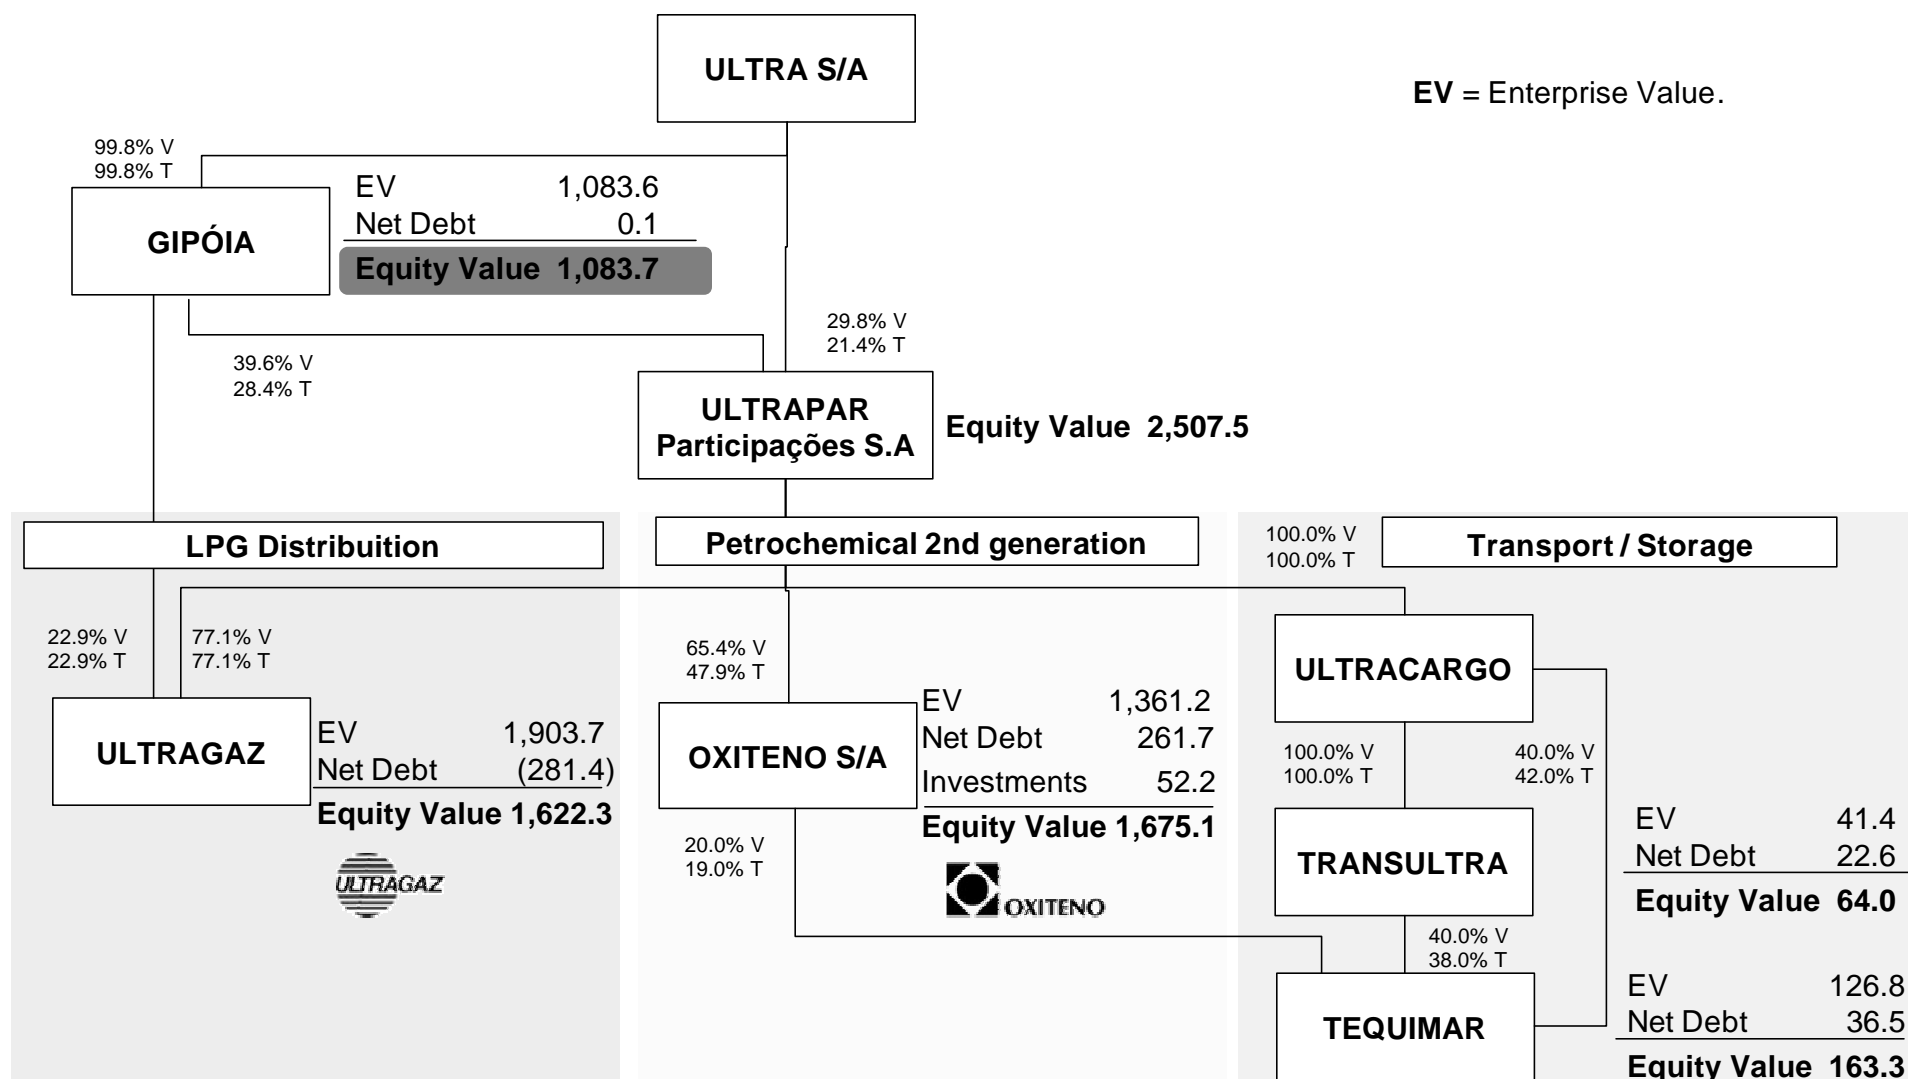 ULTRA S/A
EV = Enterprise Value.
99.8% V
99.8% T
GIPÓIA
EV 1,083.6
Net Debt 0.1
Equity Value 1,083.7
29.8% V
21.4% T
39.6% V
28.4% T
ULTRAPAR
Participações S.A
Equity Value 2,507.5
LPG Distribuition
Petrochemical 2nd generation
100.0% V
100.0% T
Transport / Storage
22.9% V
22.9% T
77.1% V
77.1% T
65.4% V
47.9% T
ULTRAGAZ
EV 1,903.7
Net Debt (281.4)
Equity Value 1,622.3
ULTRAGAZ
OXITENO S/A
EV 1,361.2
Net Debt 261.7
Investments 52.2
Equity Value 1,675.1
20.0% V
19.0% T
OXITENO
ULTRACARGO
100.0% V
100.0% T
40.0% V
42.0% T
TRANSULTRA
EV 41.4
Net Debt 22.6
Equity Value 64.0
40.0% V
38.0% T
TEQUIMAR
EV 126.8
Net Debt 36.5
Equity Value 163.3